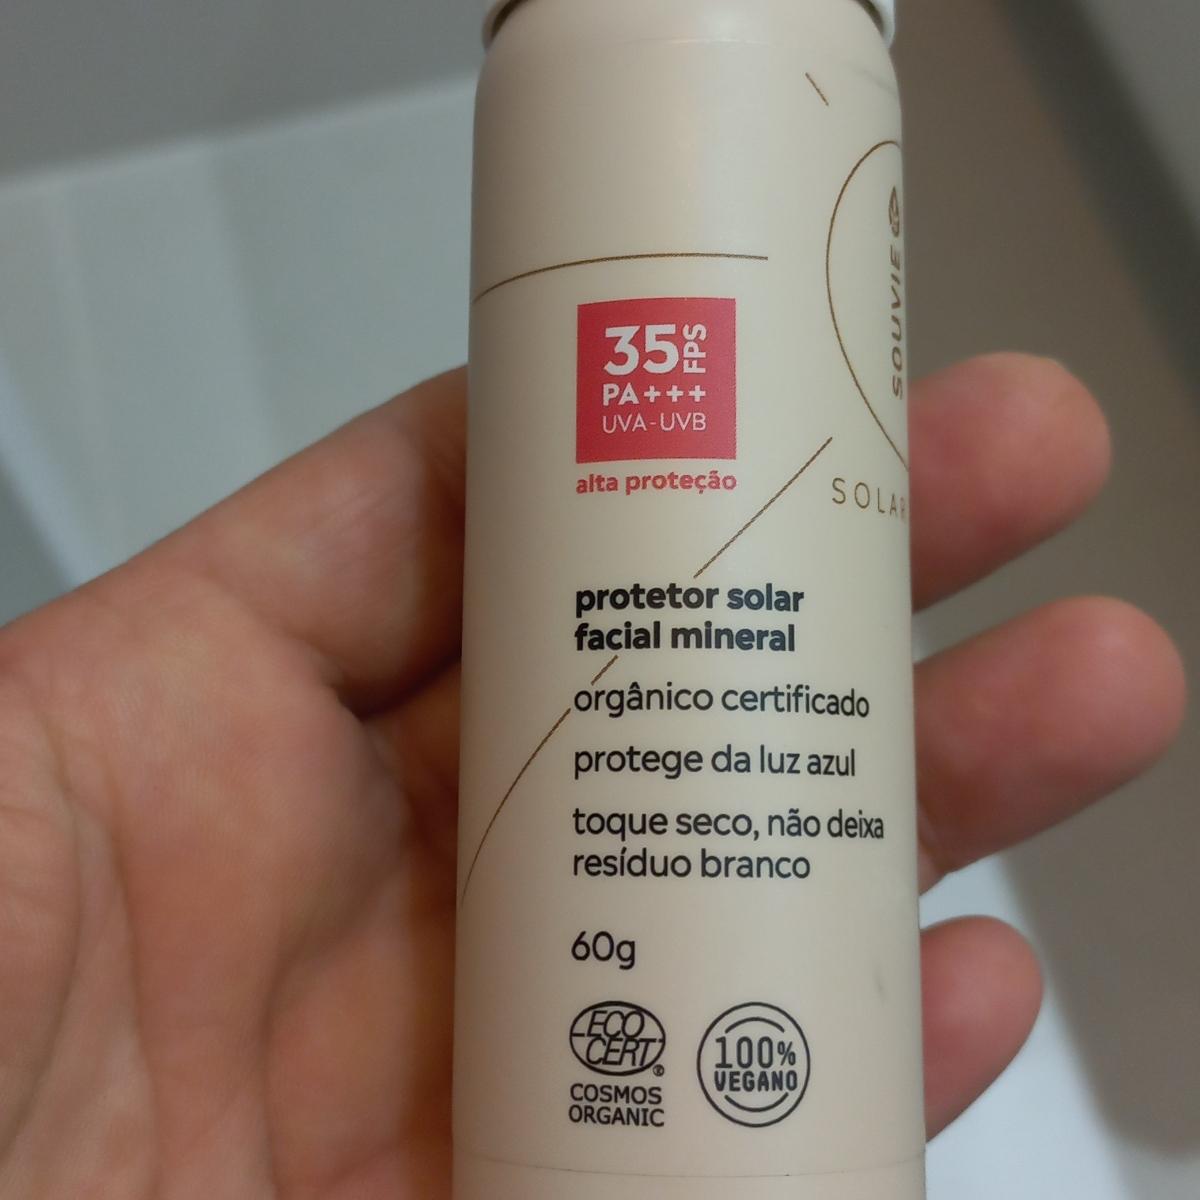 35 FPS
PA+++
UVA-UVB
alta proteção
SOUVIE
SOLAR
protetor solar
facial mineral
orgânico certificado
protege da luz azul
toque seco, não deixa
resíduo branco
60g
ECO
CERT®
COSMOS
ORGANIC
100%
VEGANO